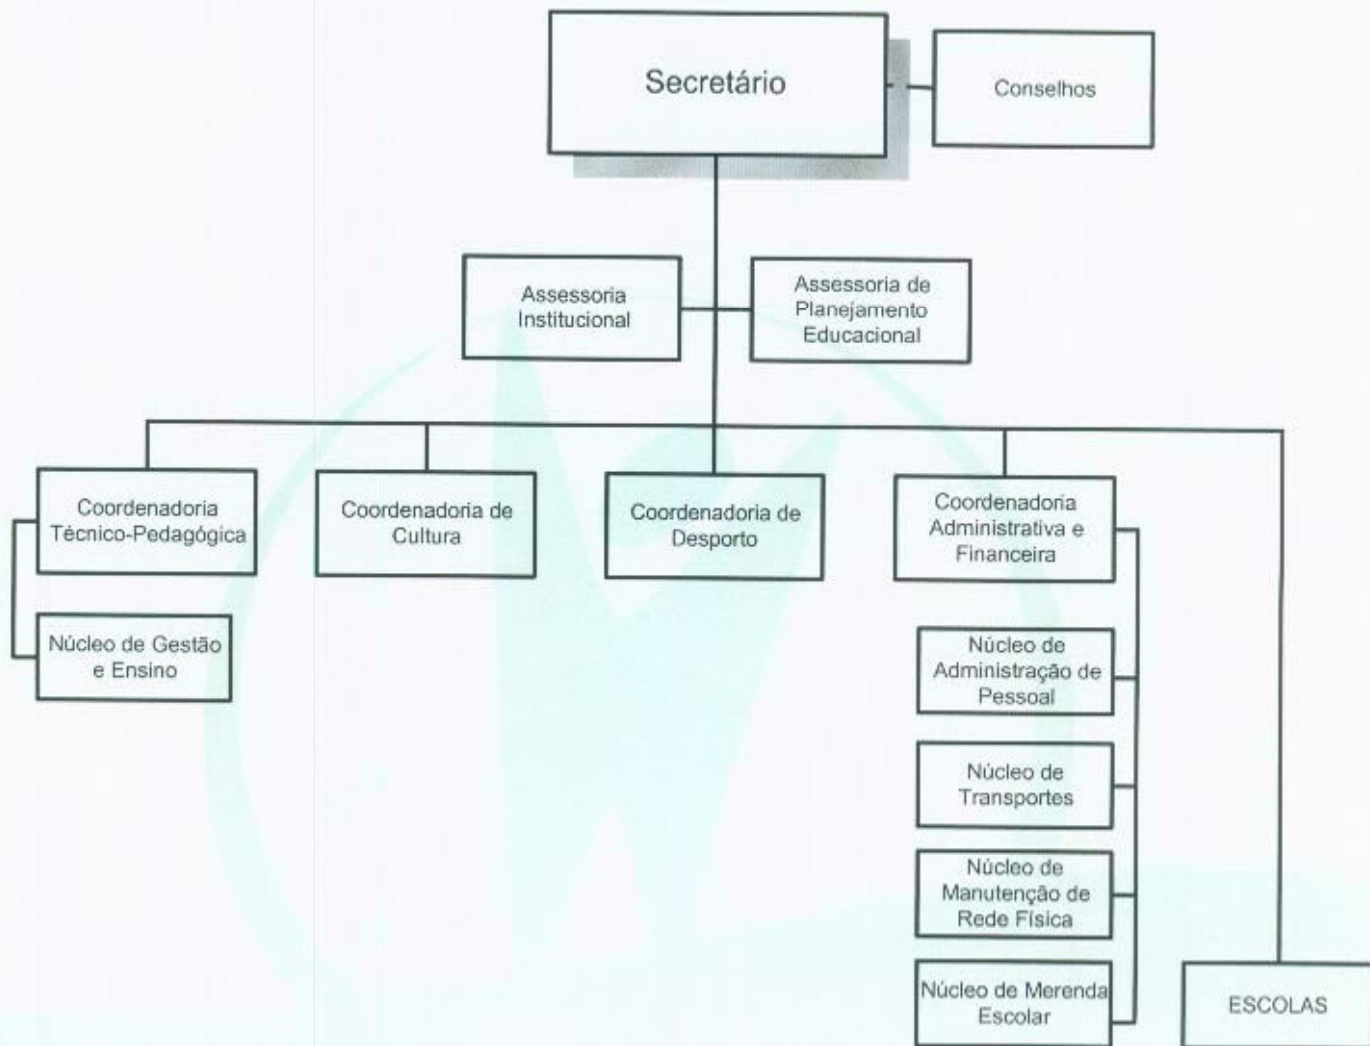 Secretário
Conselhos
Assessoria
Institucional
Assessoria de
Planejamento
Educacional
Coordenadoria
Técnico-Pedagógica
Coordenadoria de
Cultura
Coordenadoria de
Desporto
Coordenadoria
Administrativa e
Financeira
Núcleo de Gestão
e Ensino
Núcleo de
Administração de
Pessoal
Núcleo de
Transportes
Núcleo de
Manutenção de
Rede Física
Núcleo de Merenda
Escolar
ESCOLAS